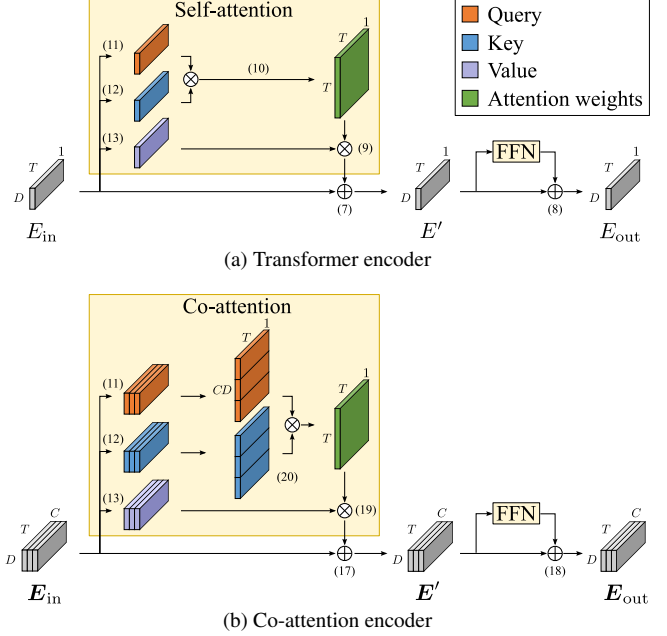 Self-attention
Query
Key
Value
Attention weights
(11)
(12)
(13)
(10)
T
1
T
(9)
FFN
T
1
D
T
1
D
T
1
D
(7)
(8)
E_in
E′
E_out
(a) Transformer encoder
Co-attention
(11)
(12)
(13)
T
1
CD
(20)
T
1
T
(19)
FFN
T
C
D
T
C
D
T
C
D
(17)
(18)
E_in
E′
E_out
(b) Co-attention encoder